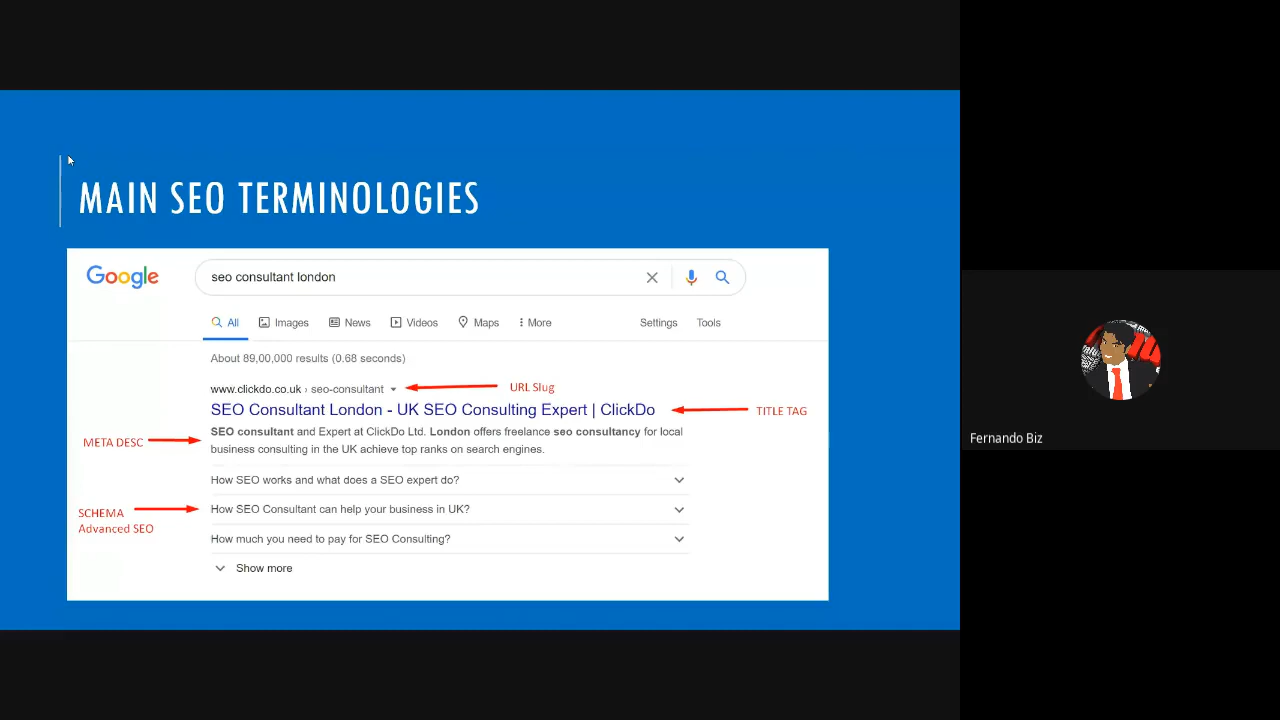 MAIN SEO TERMINOLOGIES
Google
seo consultant london
All Images News Videos Maps More Settings Tools
About 89,00,000 results (0.68 seconds)
www.clickdo.co.uk › seo-consultant
URL Slug
SEO Consultant London - UK SEO Consulting Expert | ClickDo
TITLE TAG
META DESC
SEO consultant and Expert at ClickDo Ltd. London offers freelance seo consultancy for local
business consulting in the UK achieve top ranks on search engines.
How SEO works and what does a SEO expert do?
SCHEMA
Advanced SEO
How SEO Consultant can help your business in UK?
How much you need to pay for SEO Consulting?
Show more
Fernando Biz